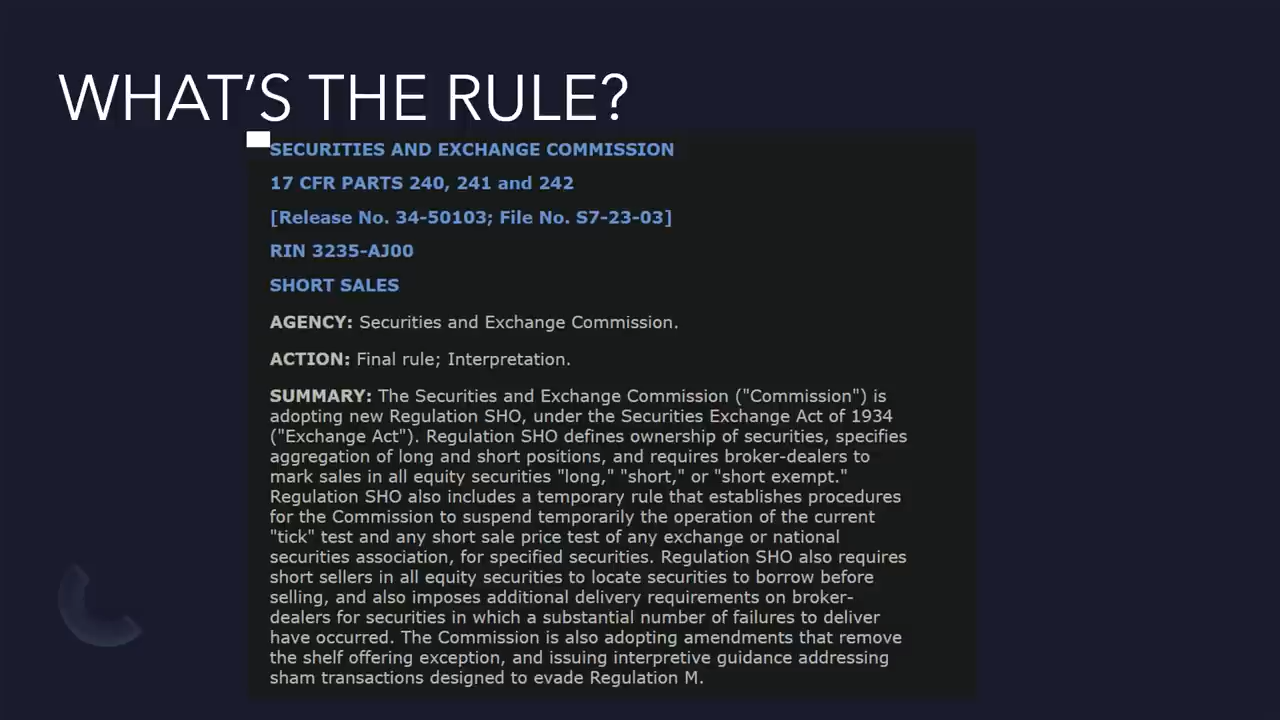 WHAT'S THE RULE?
SECURITIES AND EXCHANGE COMMISSION
17 CFR PARTS 240, 241 and 242
[Release No. 34-50103; File No. S7-23-03]
RIN 3235-AJ00
SHORT SALES
AGENCY: Securities and Exchange Commission.
ACTION: Final rule; Interpretation.
SUMMARY: The Securities and Exchange Commission ("Commission") is
adopting new Regulation SHO, under the Securities Exchange Act of 1934
("Exchange Act"). Regulation SHO defines ownership of securities, specifies
aggregation of long and short positions, and requires broker-dealers to
mark sales in all equity securities "long," "short," or "short exempt."
Regulation SHO also includes a temporary rule that establishes procedures
for the Commission to suspend temporarily the operation of the current
"tick" test and any short sale price test of any exchange or national
securities association, for specified securities. Regulation SHO also requires
short sellers in all equity securities to locate securities to borrow before
selling, and also imposes additional delivery requirements on broker-
dealers for securities in which a substantial number of failures to deliver
have occurred. The Commission is also adopting amendments that remove
the shelf offering exception, and issuing interpretive guidance addressing
sham transactions designed to evade Regulation M.